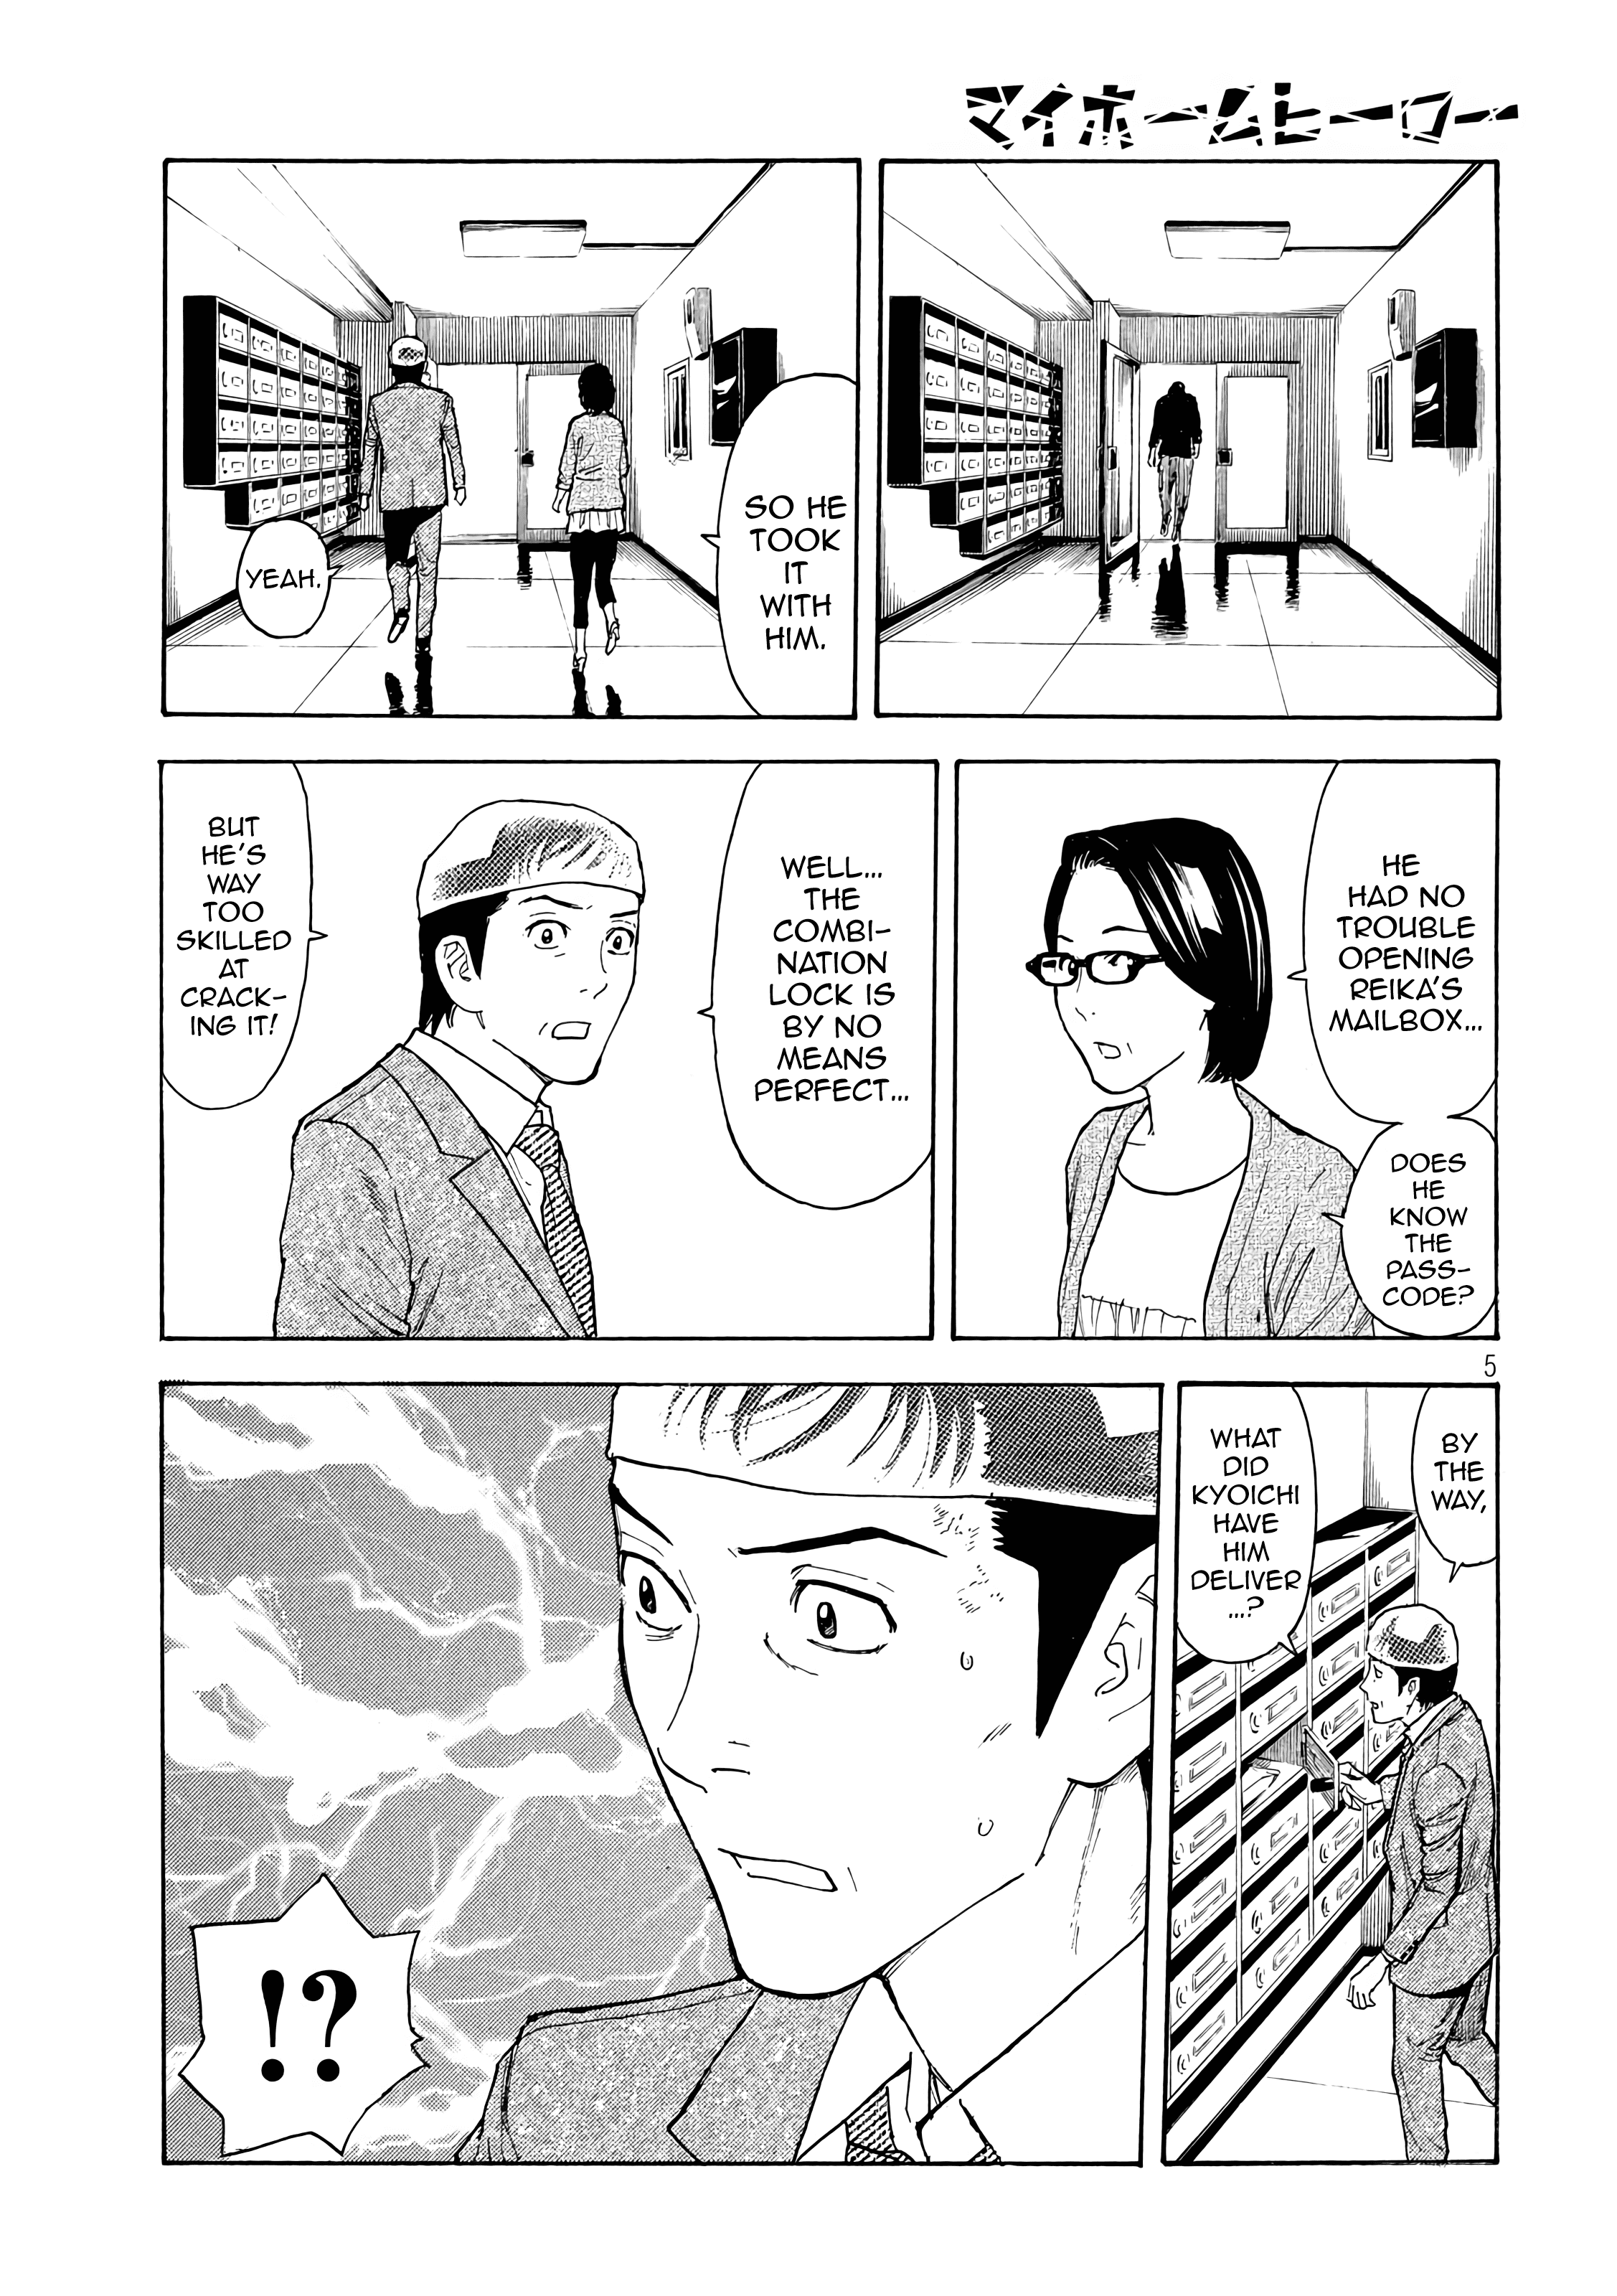 マイホームヒーロー
SO HE
TOOK
IT
WITH
HIM.
YEAH.
HE
HAD NO
TROUBLE
OPENING
REIKA'S
MAILBOX...
DOES
HE
KNOW
THE
PASS-
CODE?
WELL...
THE
COMBI-
NATION
LOCK IS
BY NO
MEANS
PERFECT...
BUT
HE'S
WAY
TOO
SKILLED
AT
CRACK-
ING IT!
5
BY
THE
WAY,
WHAT
DID
KYOICHI
HAVE
HIM
DELIVER
...?
!?